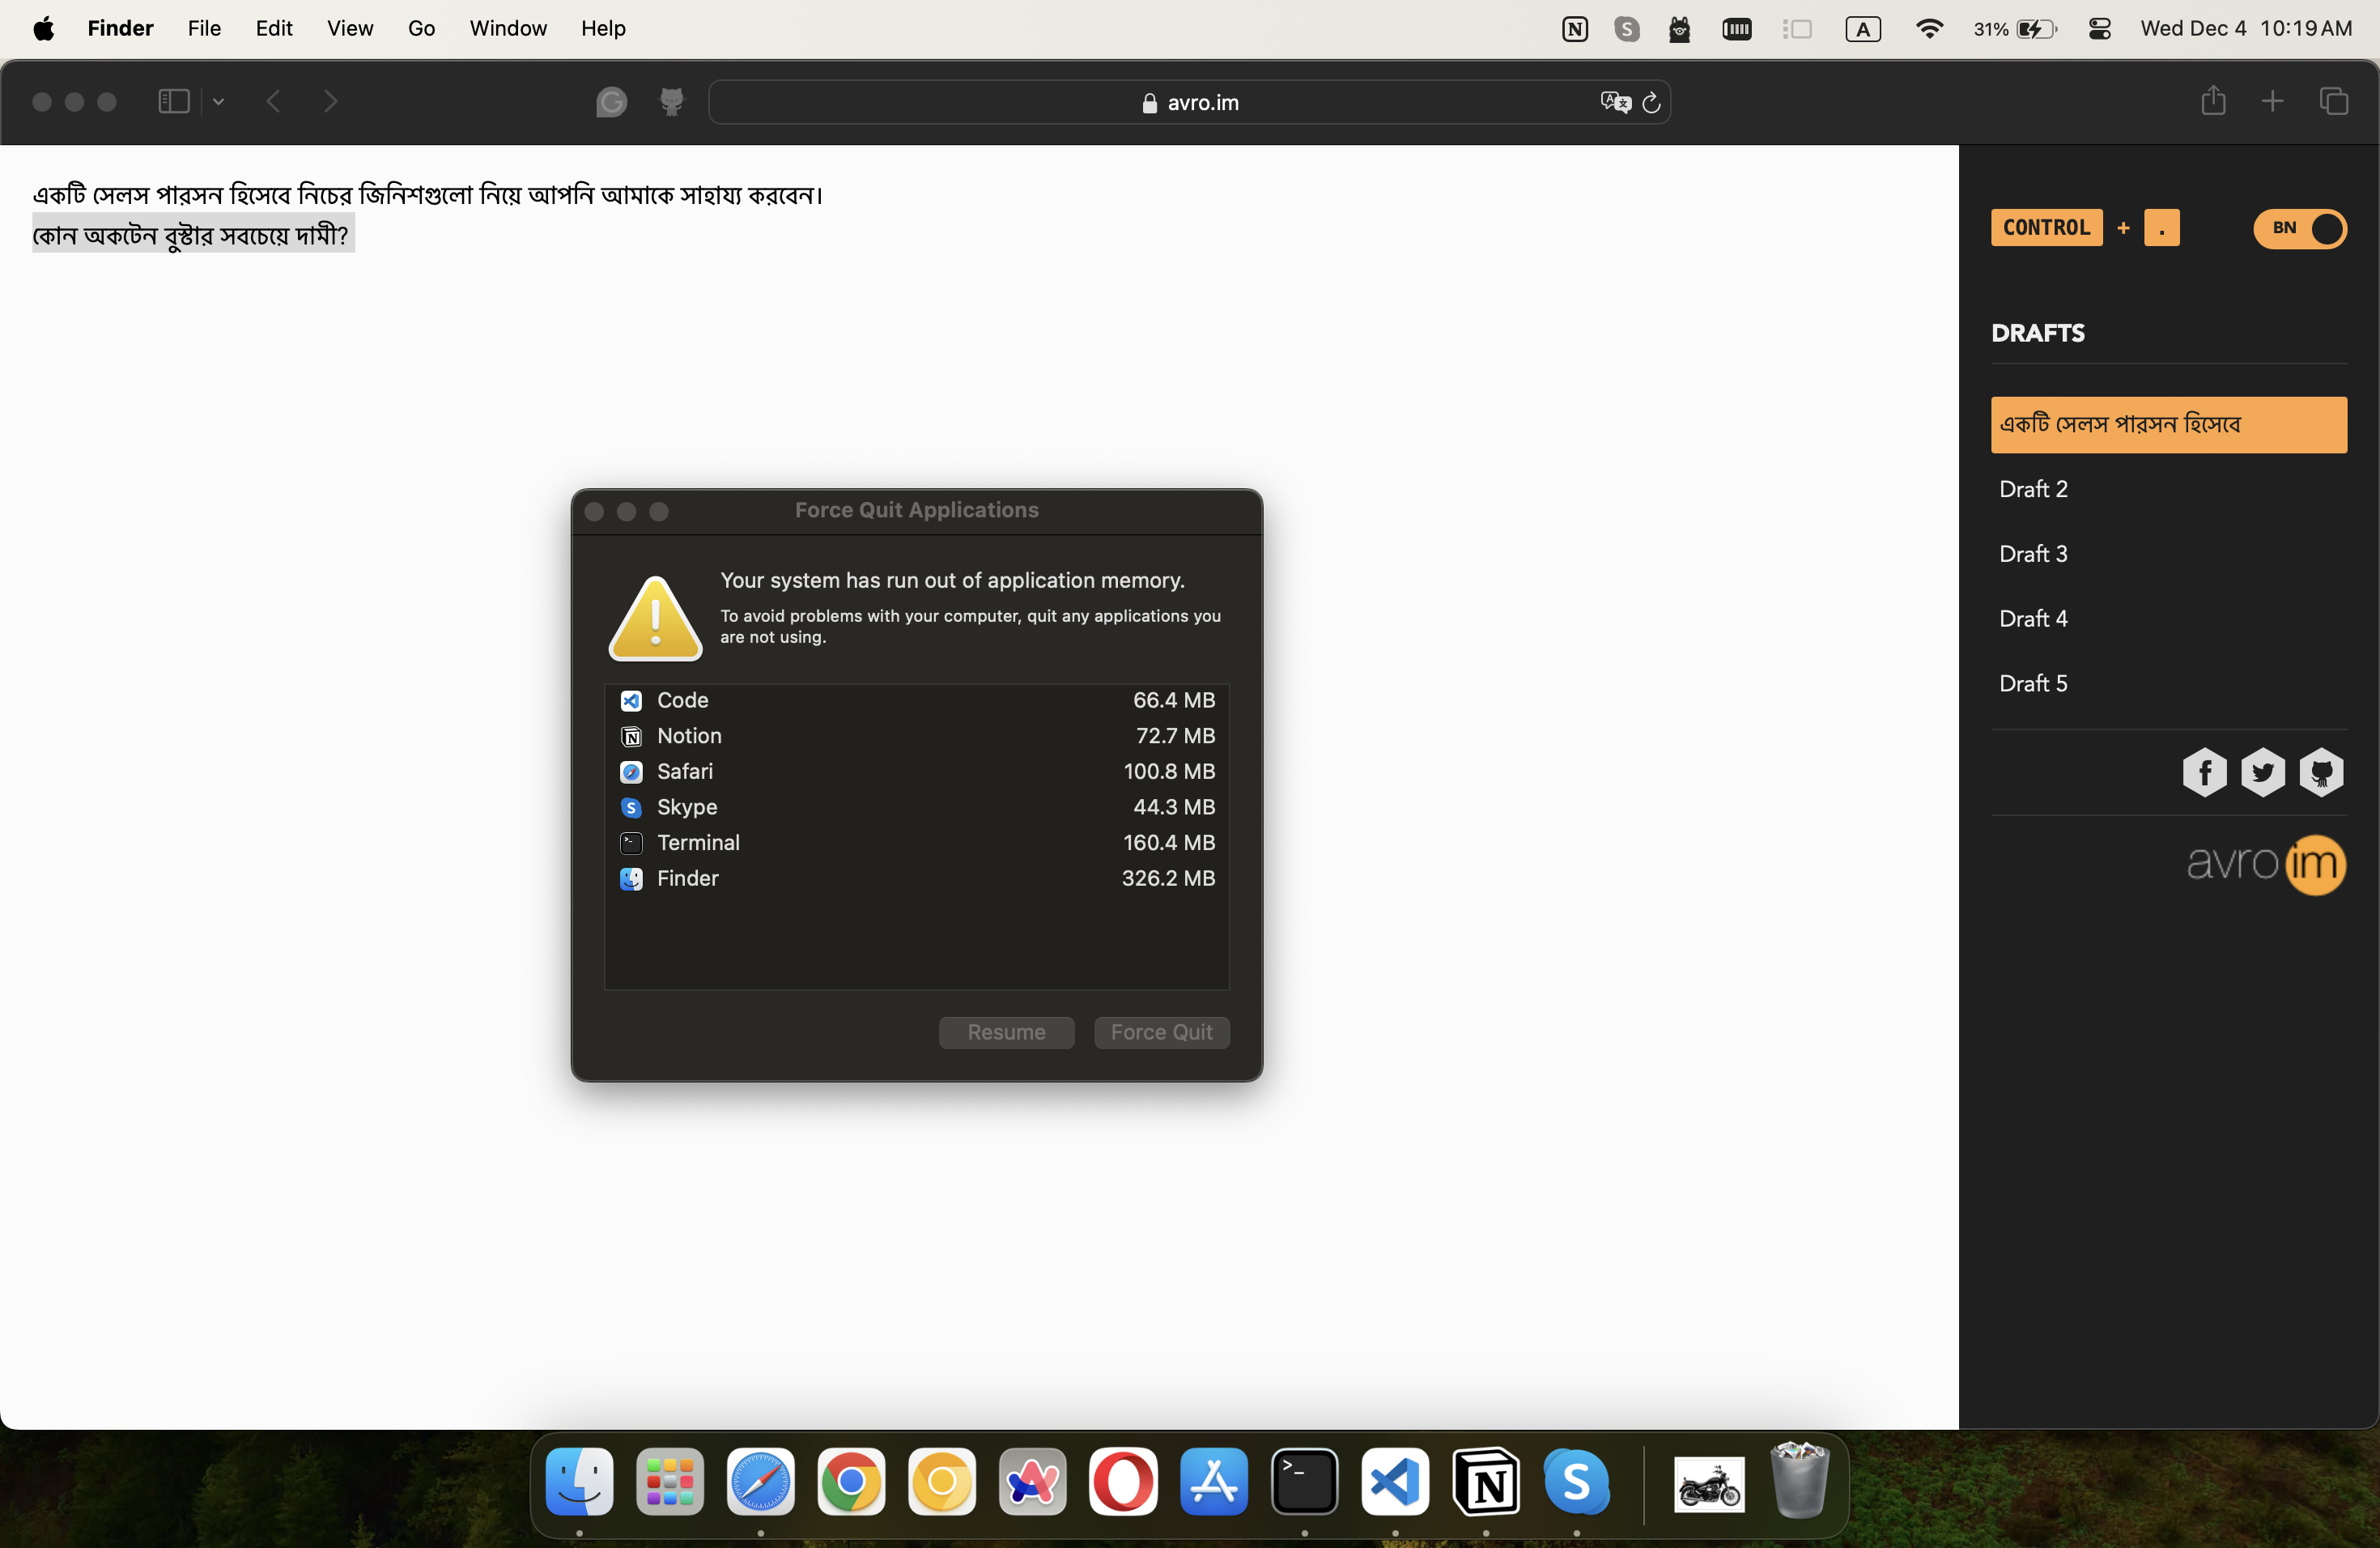 Finder File Edit View Go Window Help 31% Wed Dec 4 10:19 AM
avro.im
একটি সেলস পারসন হিসেবে নিচের জিনিশগুলো নিয়ে আপনি আমাকে সাহায্য করবেন।
কোন অকটেন বুস্টার সবচেয়ে দামী?
CONTROL + . BN
DRAFTS
একটি সেলস পারসন হিসেবে
Draft 2
Draft 3
Draft 4
Draft 5
avro im
Force Quit Applications
Your system has run out of application memory.
To avoid problems with your computer, quit any applications you
are not using.
Code 66.4 MB
Notion 72.7 MB
Safari 100.8 MB
Skype 44.3 MB
Terminal 160.4 MB
Finder 326.2 MB
Resume Force Quit